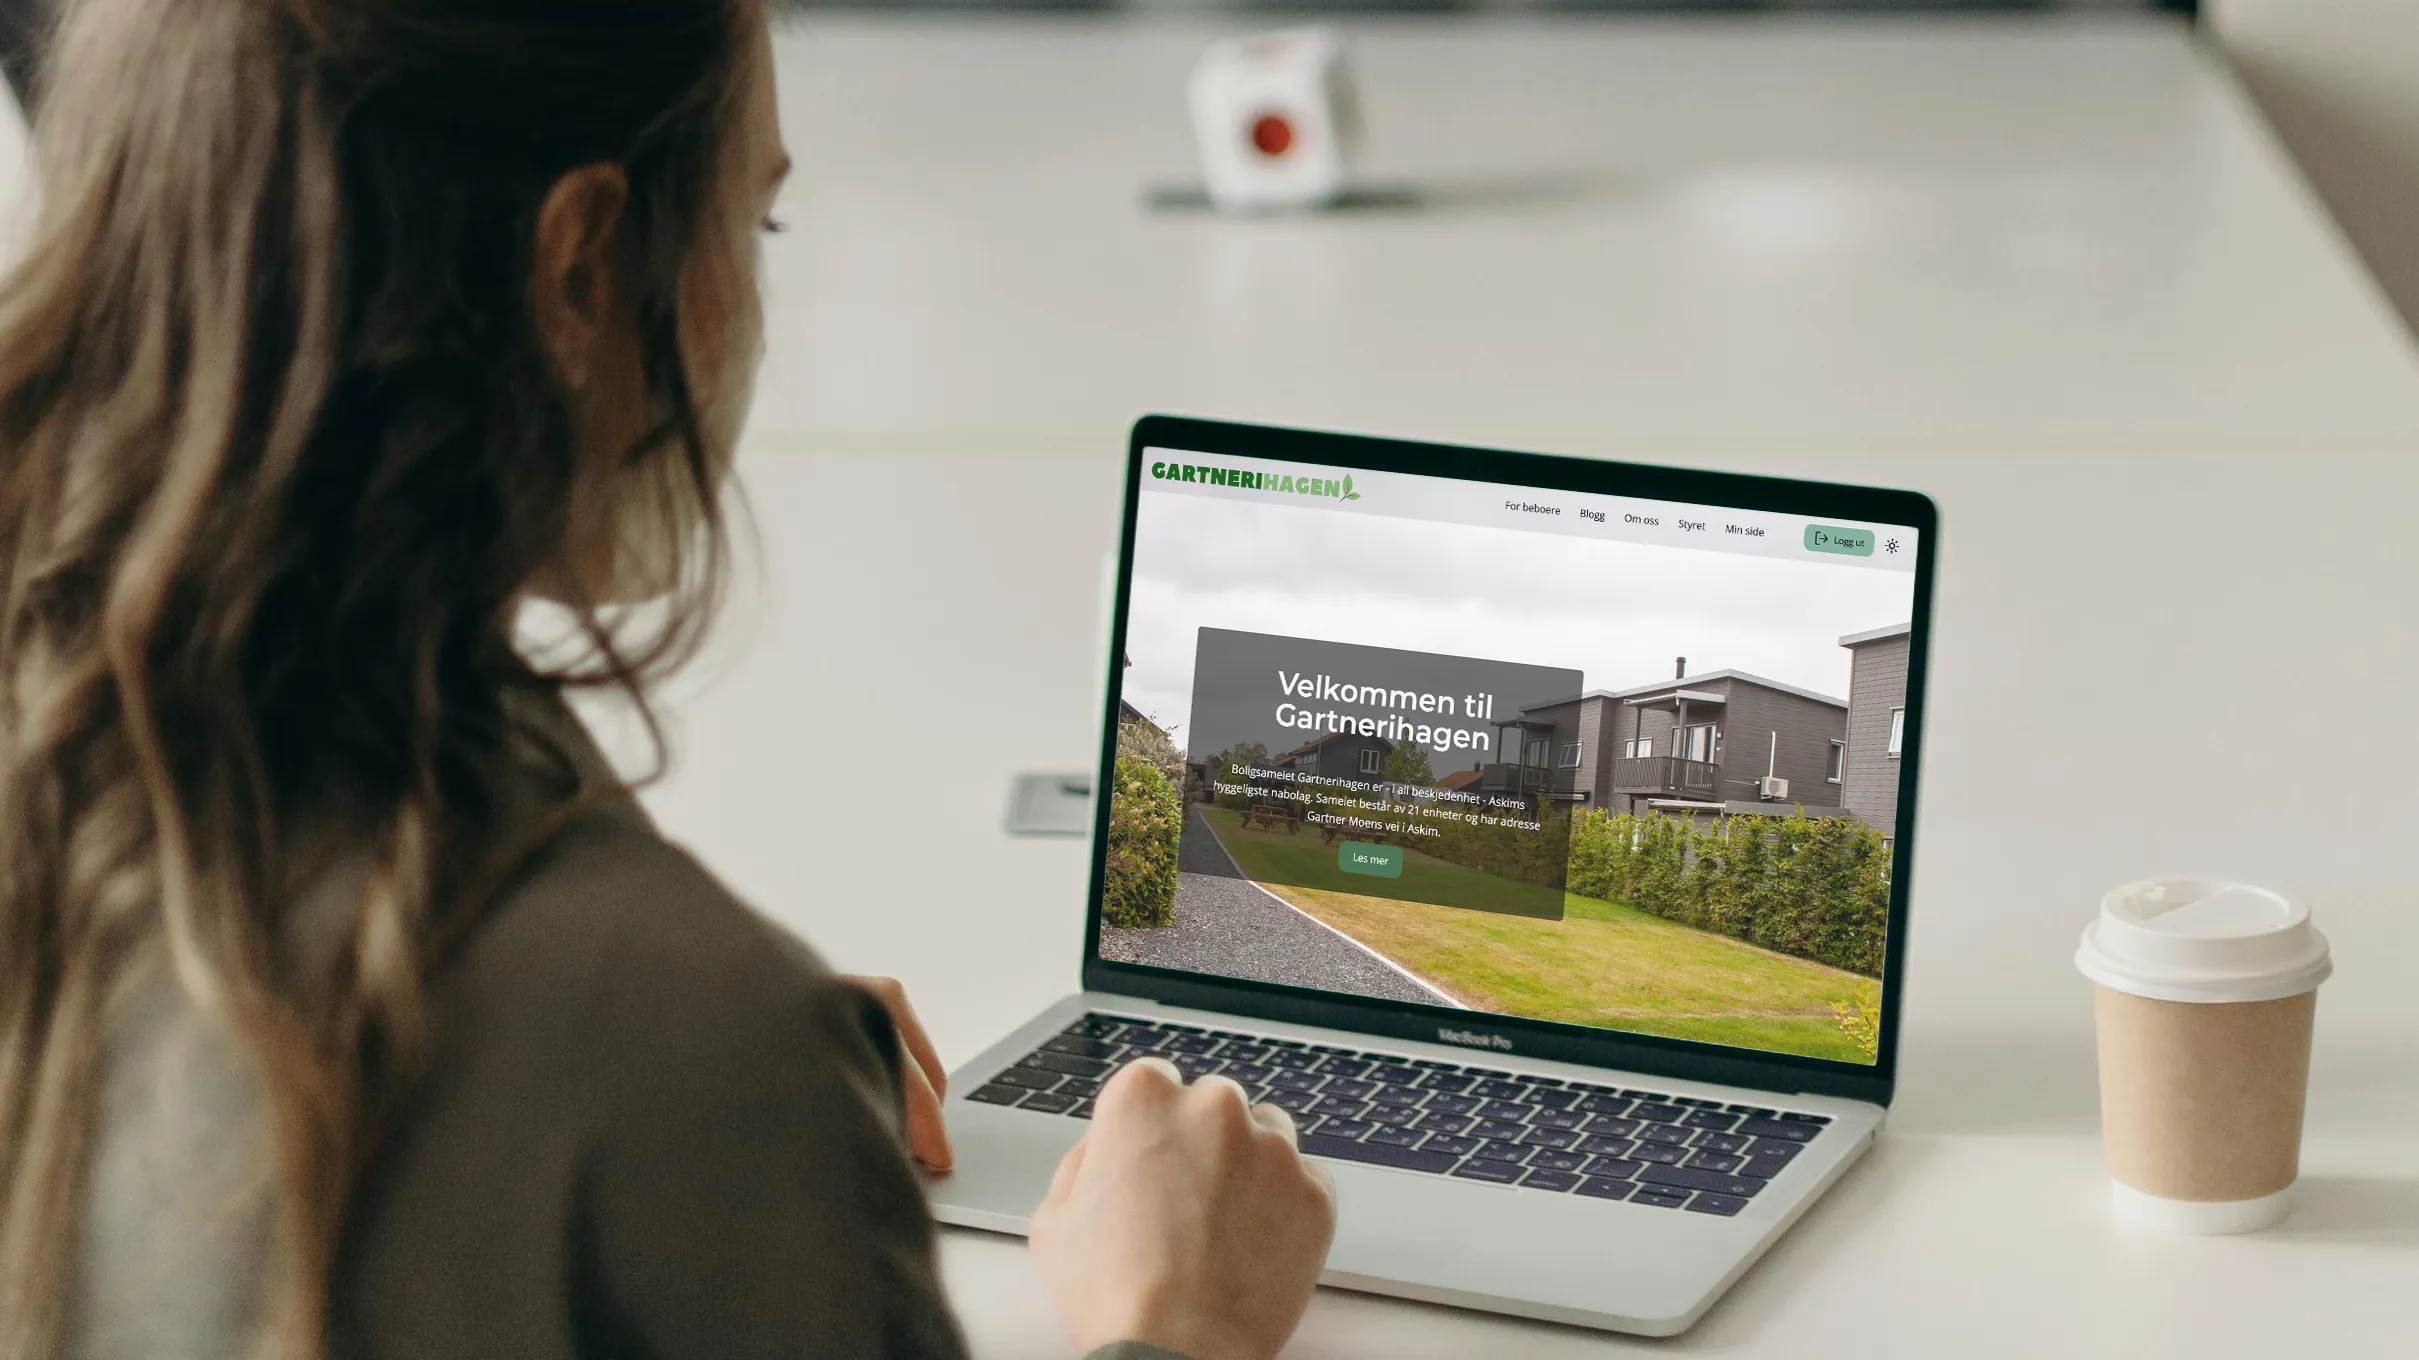 GARTNERIHAGEN
For beboere Blogg Om oss Styret Min side Logg ut
Velkommen til
Gartnerihagen
Boligsameiet Gartnerihagen er - i all beskjedenhet - Askims
hyggeligste nabolag. Sameiet består av 21 enheter og har adresse
Gartner Moens vei i Askim.
Les mer
MacBook Pro